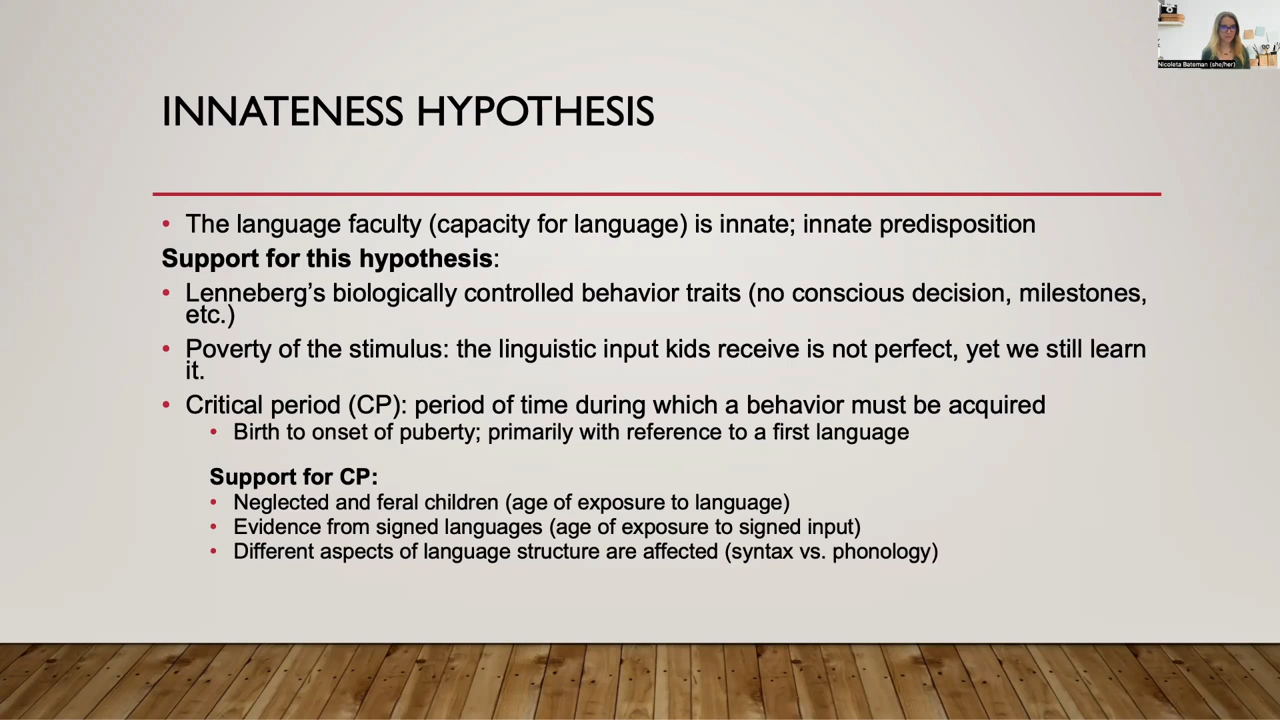 Nicoleta Bateman (she/her)
INNATENESS HYPOTHESIS
• The language faculty (capacity for language) is innate; innate predisposition
Support for this hypothesis:
• Lenneberg’s biologically controlled behavior traits (no conscious decision, milestones,
etc.)
• Poverty of the stimulus: the linguistic input kids receive is not perfect, yet we still learn
it.
• Critical period (CP): period of time during which a behavior must be acquired
• Birth to onset of puberty; primarily with reference to a first language
Support for CP:
• Neglected and feral children (age of exposure to language)
• Evidence from signed languages (age of exposure to signed input)
• Different aspects of language structure are affected (syntax vs. phonology)